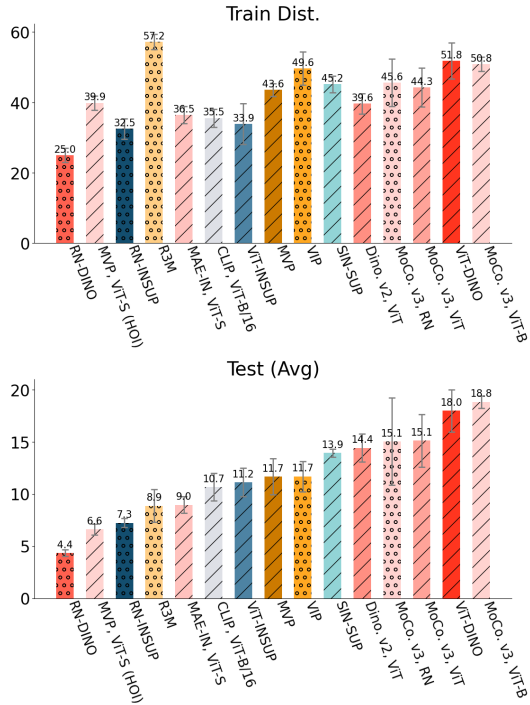 Train Dist.
60
40
20
0
25.0
39.9
32.5
57.2
36.5
35.5
33.9
43.6
49.6
45.2
39.6
45.6
44.3
51.8
50.8
RN-DINO
MVP, ViT-S (HOI)
RN-INSUP
R3M
MAE-IN, ViT-S
CLIP, ViT-B/16
ViT-INSUP
MVP
VIP
SIN-SUP
Dino. v2, ViT
MoCo. v3, RN
MoCo. v3, ViT
ViT-DINO
MoCo. v3, ViT-B
Test (Avg)
20
15
10
5
0
4.4
6.6
7.3
8.9
9.0
10.7
11.2
11.7
11.7
13.9
14.4
15.1
15.1
18.0
18.8
RN-DINO
MVP, ViT-S (HOI)
RN-INSUP
R3M
MAE-IN, ViT-S
CLIP, ViT-B/16
ViT-INSUP
MVP
VIP
SIN-SUP
Dino. v2, ViT
MoCo. v3, RN
MoCo. v3, ViT
ViT-DINO
MoCo. v3, ViT-B